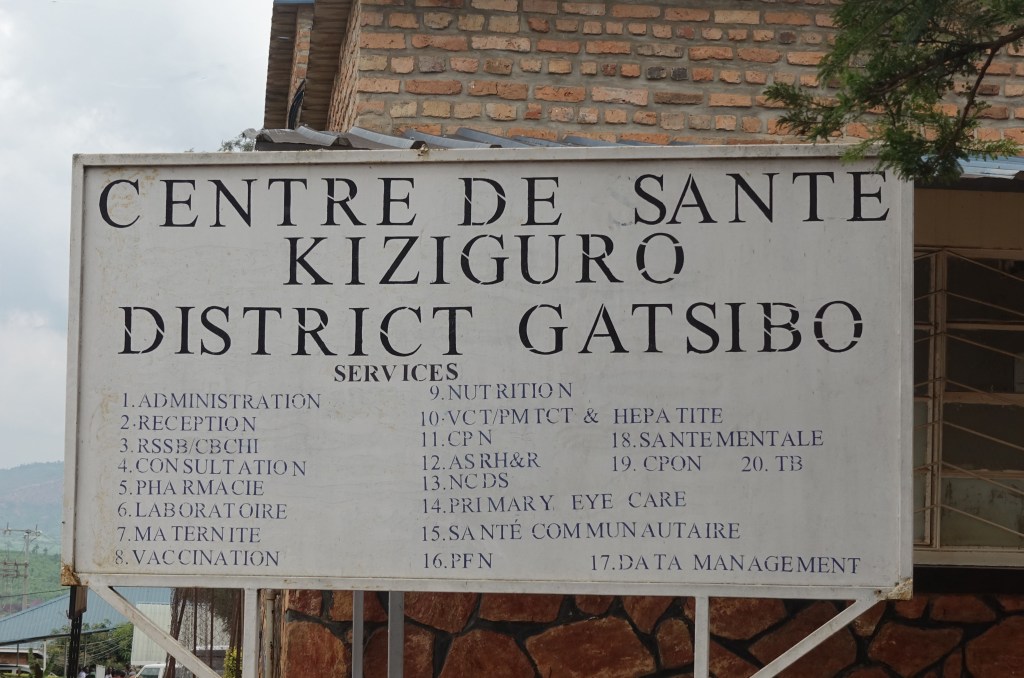 CENTRE DE SANTE
KIZIGURO
DISTRICT GATSIBO
SERVICES
1.ADMINISTRATION
2.RECEPTION
3.RSSB/CBCHI
4.CONSULTATION
5.PHARMACIE
6.LABORATOIRE
7.MATERNITE
8.VACCINATION
9.NUTRITION
10.VCT/PMTCT & HEPATITE
11.CPN
12.ASRH&R
13.NCDS
14.PRIMARY EYE CARE
15.SANTÉ COMMUNAUTAIRE
16.PFN
17.DATA MANAGEMENT
18.SANTE MENTALE
19. CPON 20. TB